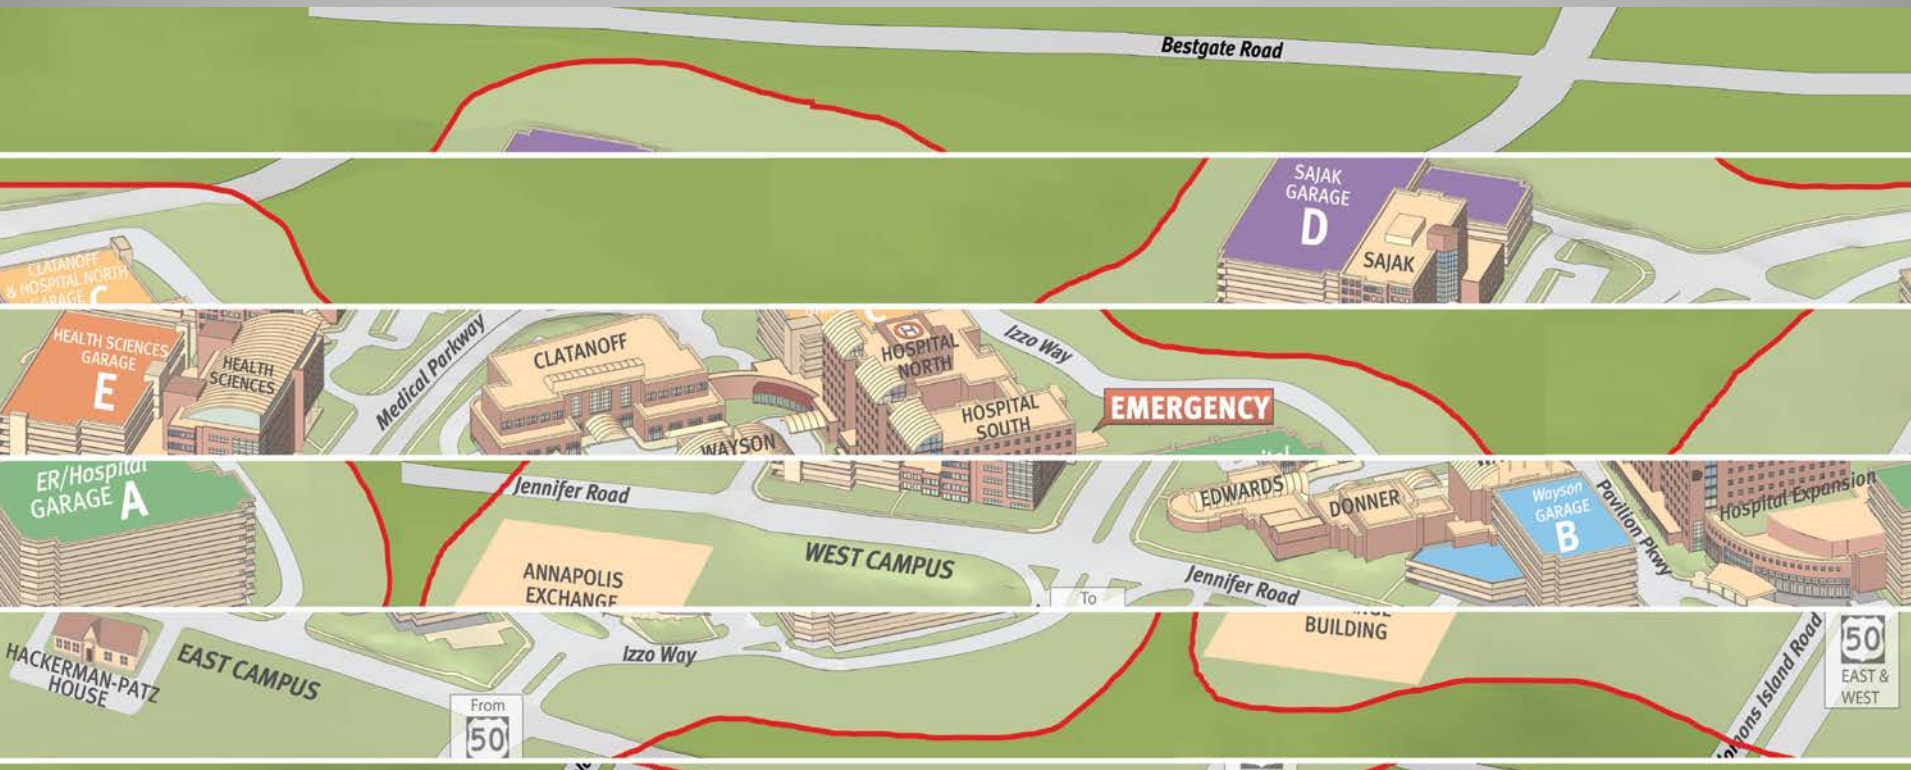 Bestgate Road
SAJAK
GARAGE
D
SAJAK
CLATANOFF
& HOSPITAL NORTH
GARAGE C
HEALTH SCIENCES
GARAGE
E
HEALTH
SCIENCES
Medical Parkway
CLATANOFF
WAYSON
C
HOSPITAL
NORTH
HOSPITAL
SOUTH
Izzo Way
EMERGENCY
ER/Hospital
GARAGE A
Jennifer Road
ANNAPOLIS
EXCHANGE
WEST CAMPUS
To
Jennifer Road
EDWARDS
DONNER
Wayson
GARAGE
B
Pavilion Pkwy
Hospital Expansion
HACKERMAN-PATZ
HOUSE
EAST CAMPUS
From
50
Izzo Way
BUILDING
Island Road
50
EAST &
WEST